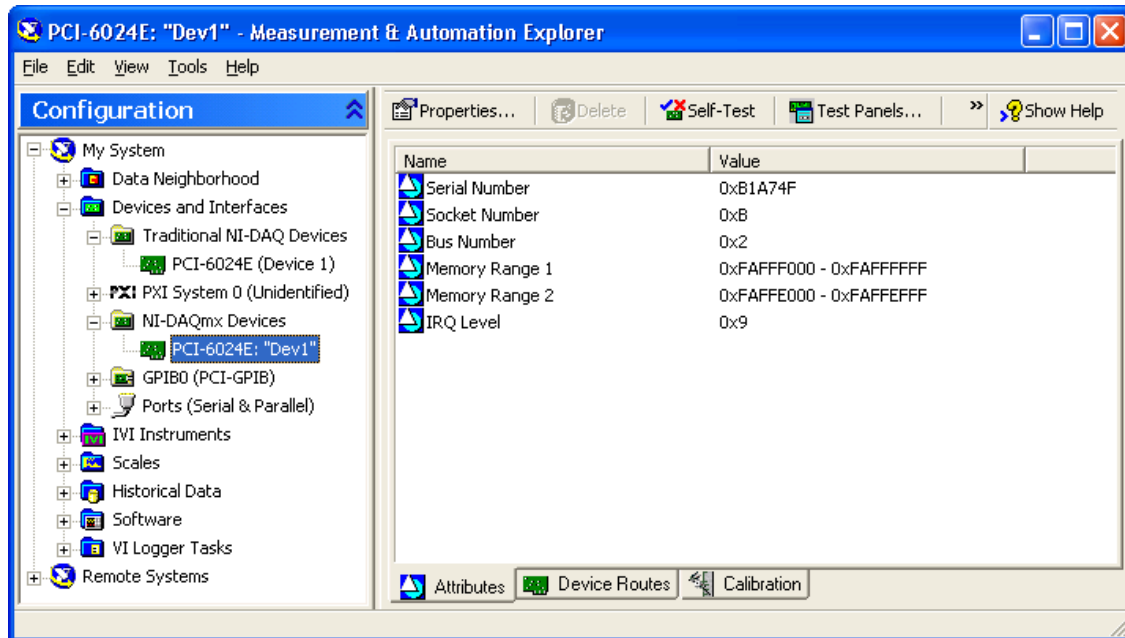 PCI-6024E: "Dev1" - Measurement & Automation Explorer
File Edit View Tools Help
Configuration
My System
Data Neighborhood
Devices and Interfaces
Traditional NI-DAQ Devices
PCI-6024E (Device 1)
PXI PXI System 0 (Unidentified)
NI-DAQmx Devices
PCI-6024E: "Dev1"
GPIB0 (PCI-GPIB)
Ports (Serial & Parallel)
IVI IVI Instruments
Scales
Historical Data
Software
VI Logger Tasks
Remote Systems
Properties... Delete Self-Test Test Panels... » Show Help
Name Value
Serial Number 0xB1A74F
Socket Number 0xB
Bus Number 0x2
Memory Range 1 0xFAFFF000 - 0xFAFFFFFF
Memory Range 2 0xFAFFE000 - 0xFAFFEFFF
IRQ Level 0x9
Attributes Device Routes Calibration